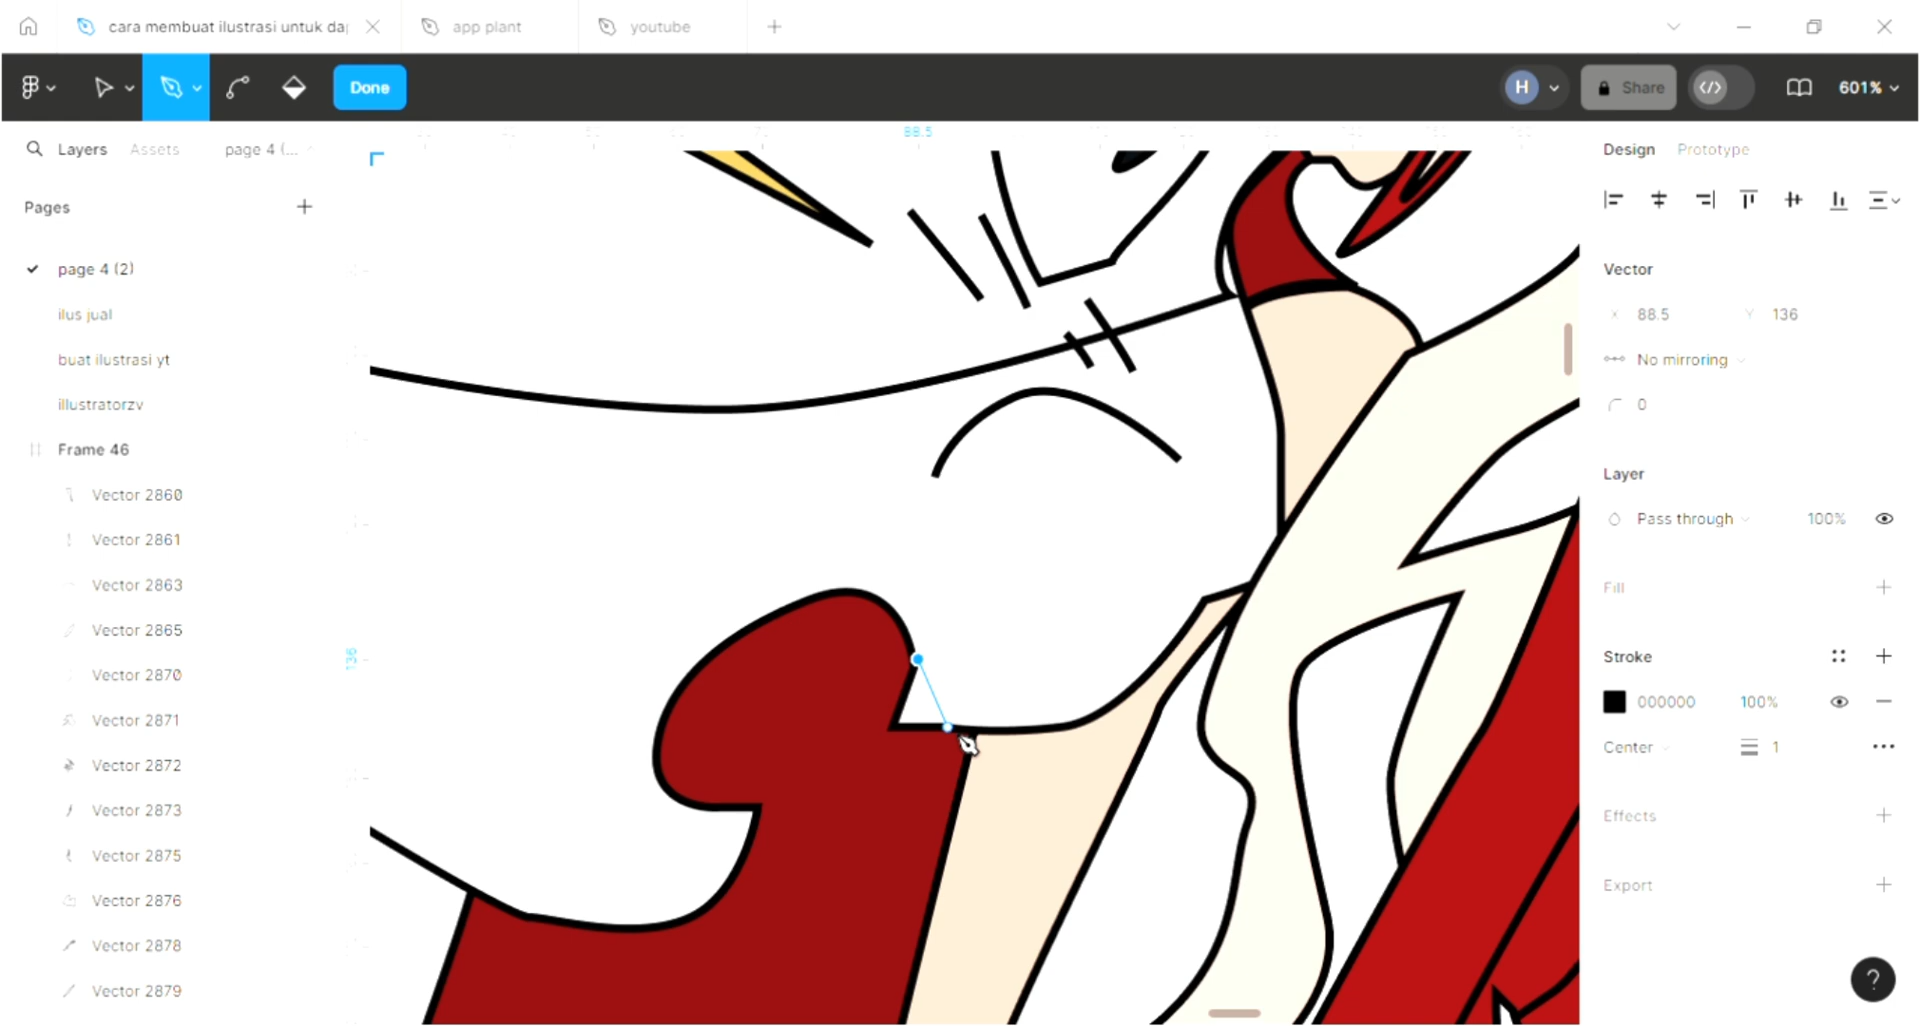 cara membuat ilustrasi untuk da
app plant
youtube
Done
H
Share
601%
Layers
Assets
page 4 (...
88.5
Design
Prototype
Pages
page 4 (2)
ilus jual
buat ilustrasi yt
illustratorzv
Frame 46
Vector 2860
Vector 2861
Vector 2863
Vector 2865
Vector 2870
Vector 2871
Vector 2872
Vector 2873
Vector 2875
Vector 2876
Vector 2878
Vector 2879
136
Vector
X 88.5 Y 136
No mirroring
0
Layer
Pass through 100%
Fill
Stroke
000000 100%
Center 1
Effects
Export
?